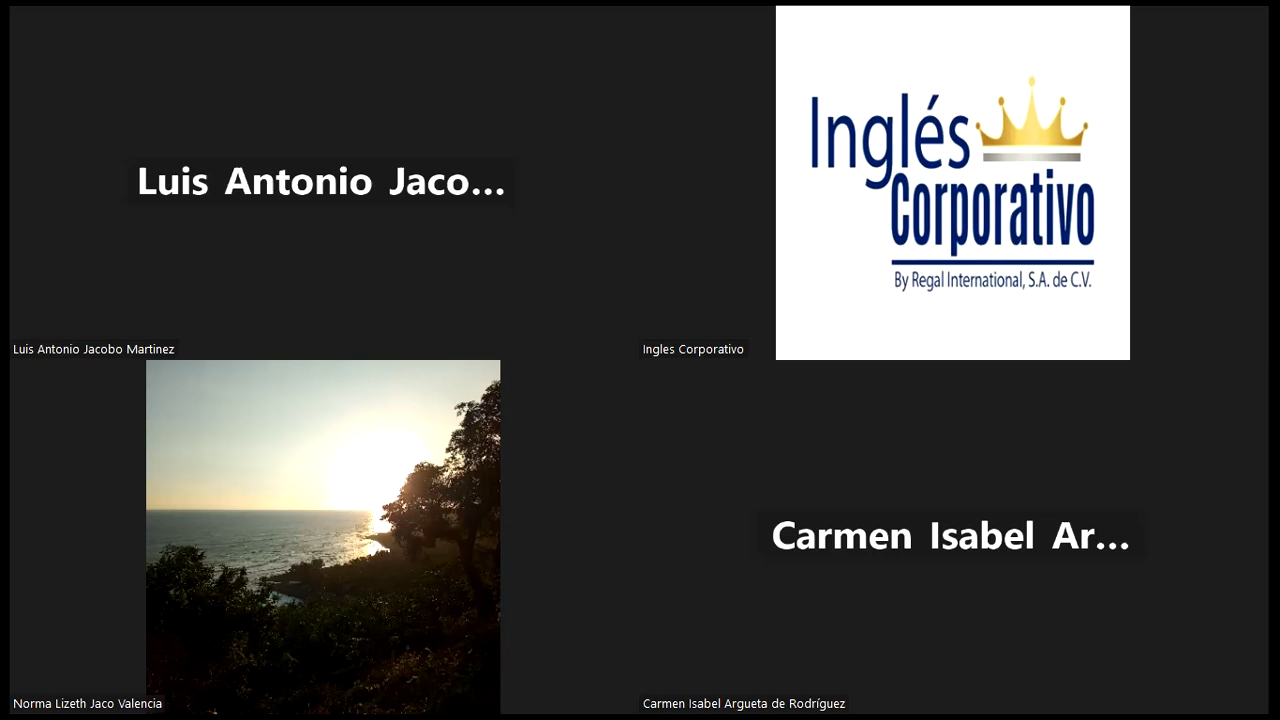 Luis Antonio Jaco...
Luis Antonio Jacobo Martinez
Inglés
Corporativo
By Regal International, S.A. de C.V.
Ingles Corporativo
Norma Lizeth Jaco Valencia
Carmen Isabel Ar...
Carmen Isabel Argueta de Rodríguez